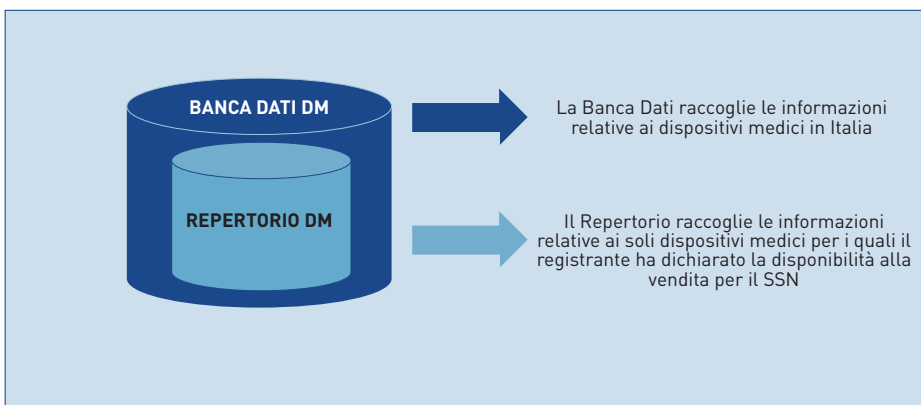 BANCA DATI DM
La Banca Dati raccoglie le informazioni
relative ai dispositivi medici in Italia
REPERTORIO DM
Il Repertorio raccoglie le informazioni
relative ai soli dispositivi medici per i quali il
registrante ha dichiarato la disponibilità alla
vendita per il SSN